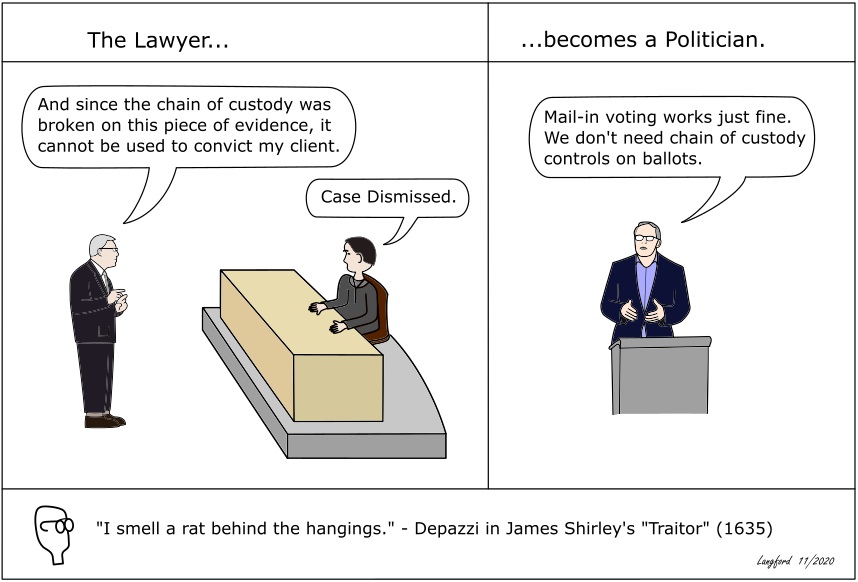 The Lawyer...
...becomes a Politician.
And since the chain of custody was
broken on this piece of evidence, it
cannot be used to convict my client.
Case Dismissed.
Mail-in voting works just fine.
We don't need chain of custody
controls on ballots.
"I smell a rat behind the hangings." - Depazzi in James Shirley's "Traitor" (1635)
Langford 11/2020